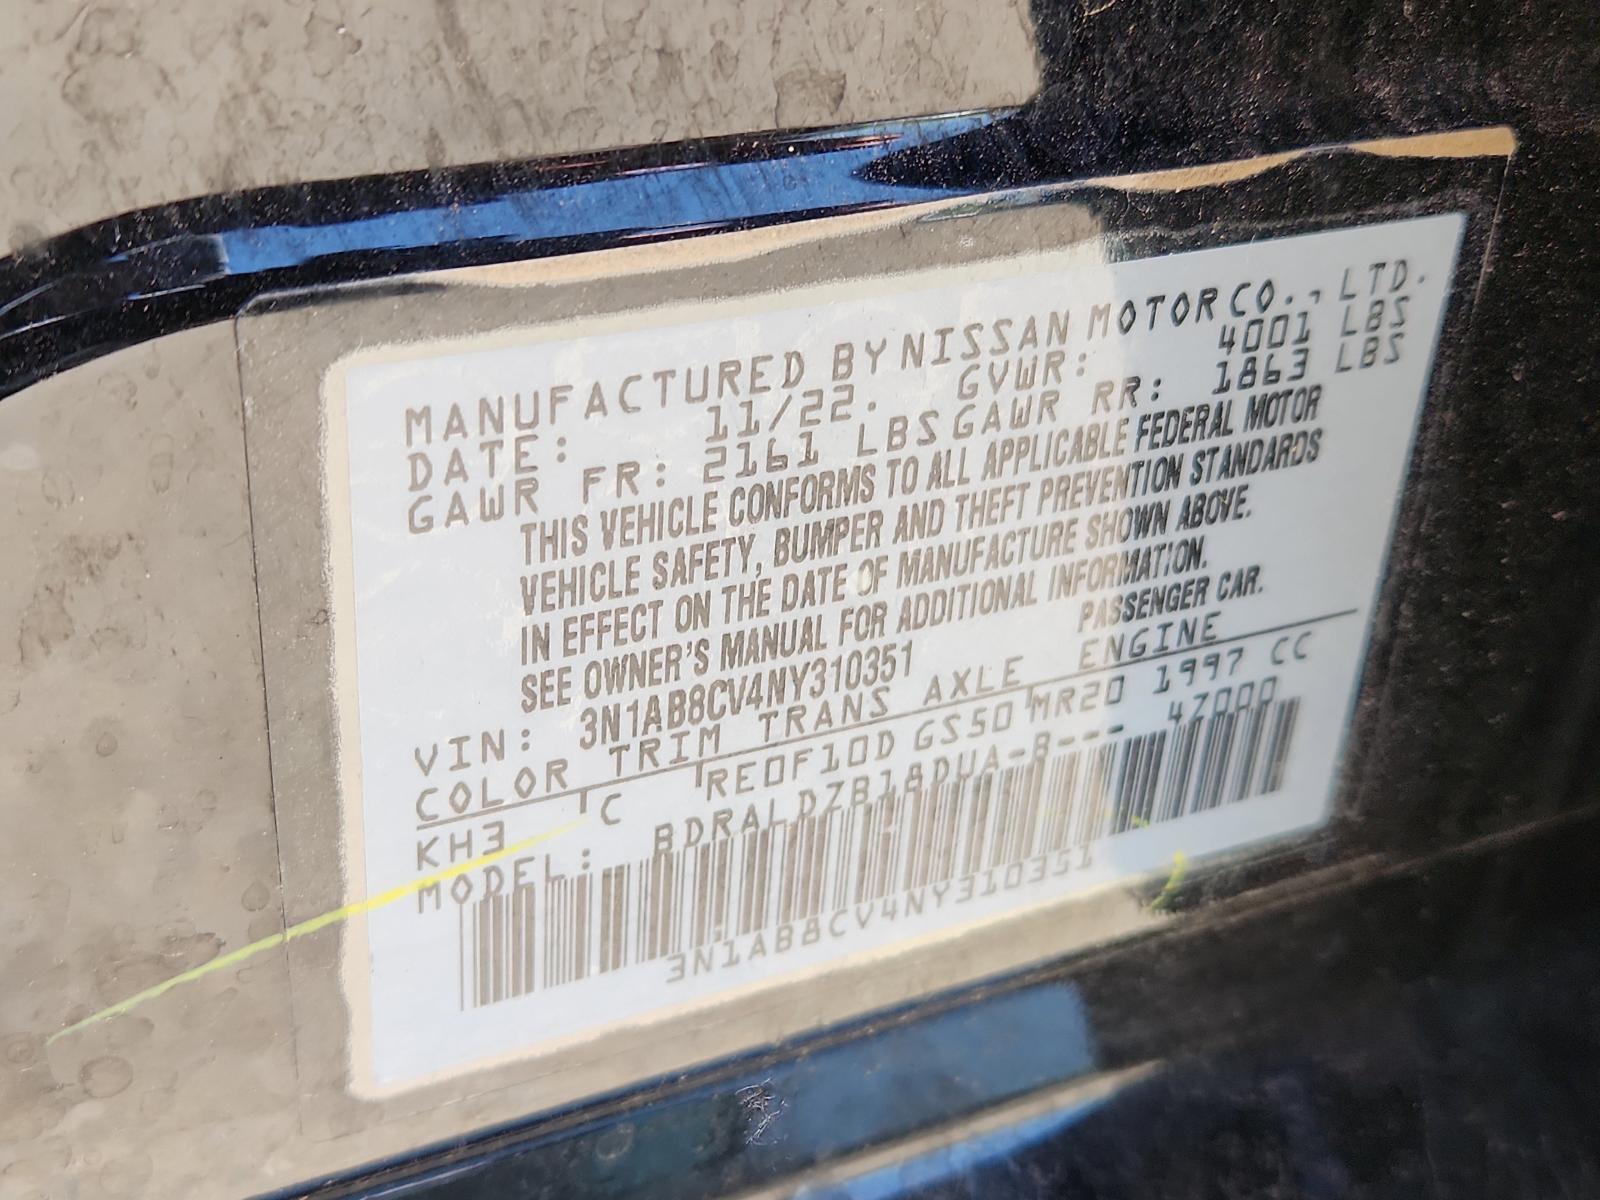 MANUFACTURED BY NISSAN MOTOR CO., LTD.
DATE: 11/22. GVWR: 4001 LBS
GAWR FR: 2161 LBS GAWR RR: 1863 LBS
THIS VEHICLE CONFORMS TO ALL APPLICABLE FEDERAL MOTOR
VEHICLE SAFETY, BUMPER AND THEFT PREVENTION STANDARDS
IN EFFECT ON THE DATE OF MANUFACTURE SHOWN ABOVE.
SEE OWNER'S MANUAL FOR ADDITIONAL INFORMATION.
VIN: 3N1AB8CV4NY310351 PASSENGER CAR.
COLOR TRIM TRANS AXLE ENGINE
KH3 C RE0F10D GS50 MR20 1997 CC
MODEL: BDRALDZB18DUA-B--- 47000
3N1AB8CV4NY310351